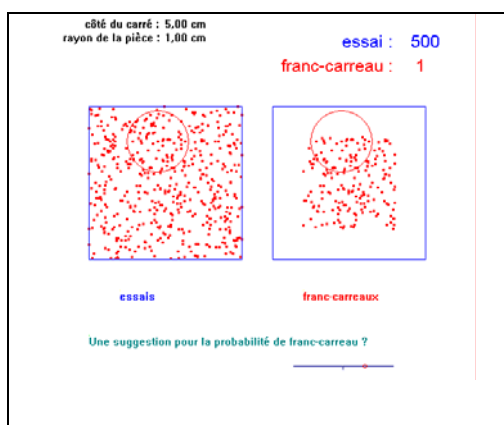 côté du carré : 5,00 cm
rayon de la pièce : 1,00 cm
essai : 500
franc-carreau : 1
essais
franc-carreaux
Une suggestion pour la probabilité de franc-carreau ?